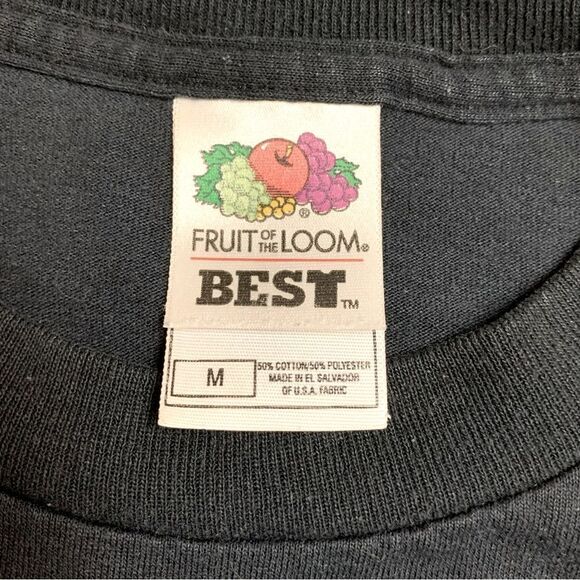 ®
FRUIT OF THE LOOM®
BEST™
M
50% COTTON/50% POLYESTER
MADE IN EL SALVADOR
OF U.S.A. FABRIC